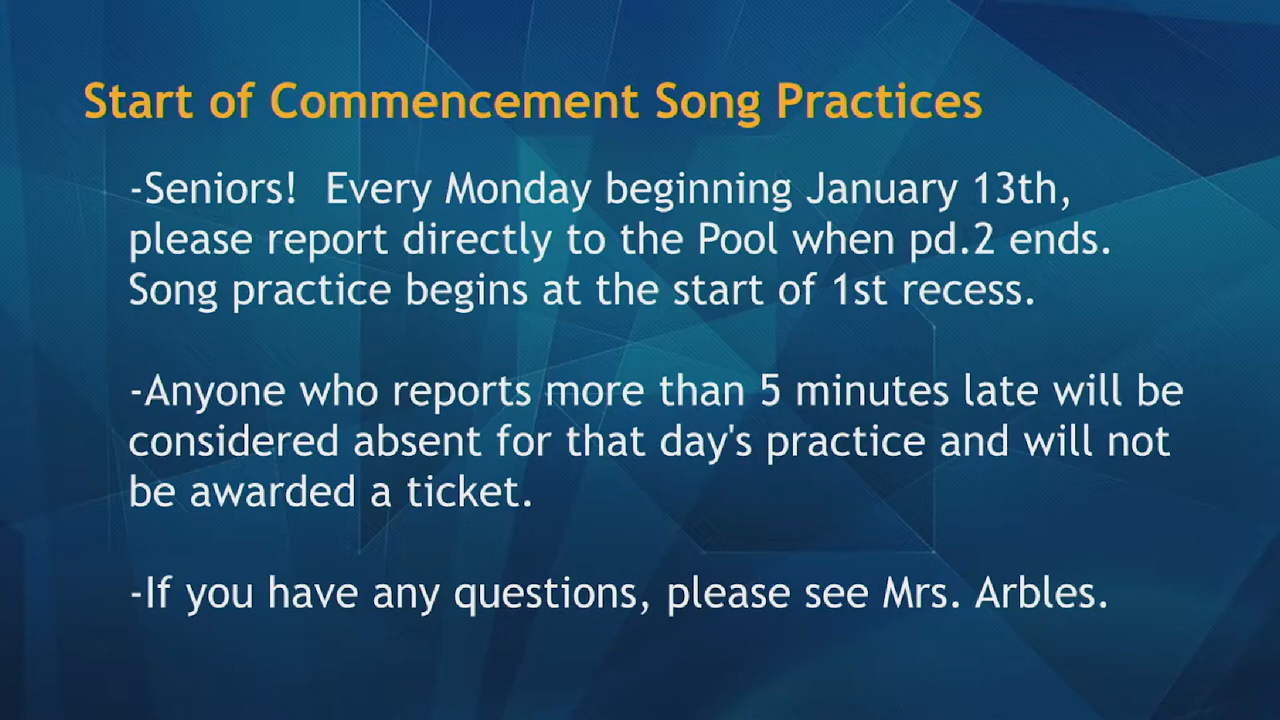 Start of Commencement Song Practices
-Seniors!  Every Monday beginning January 13th,
please report directly to the Pool when pd.2 ends.
Song practice begins at the start of 1st recess.
-Anyone who reports more than 5 minutes late will be
considered absent for that day's practice and will not
be awarded a ticket.
-If you have any questions, please see Mrs. Arbles.